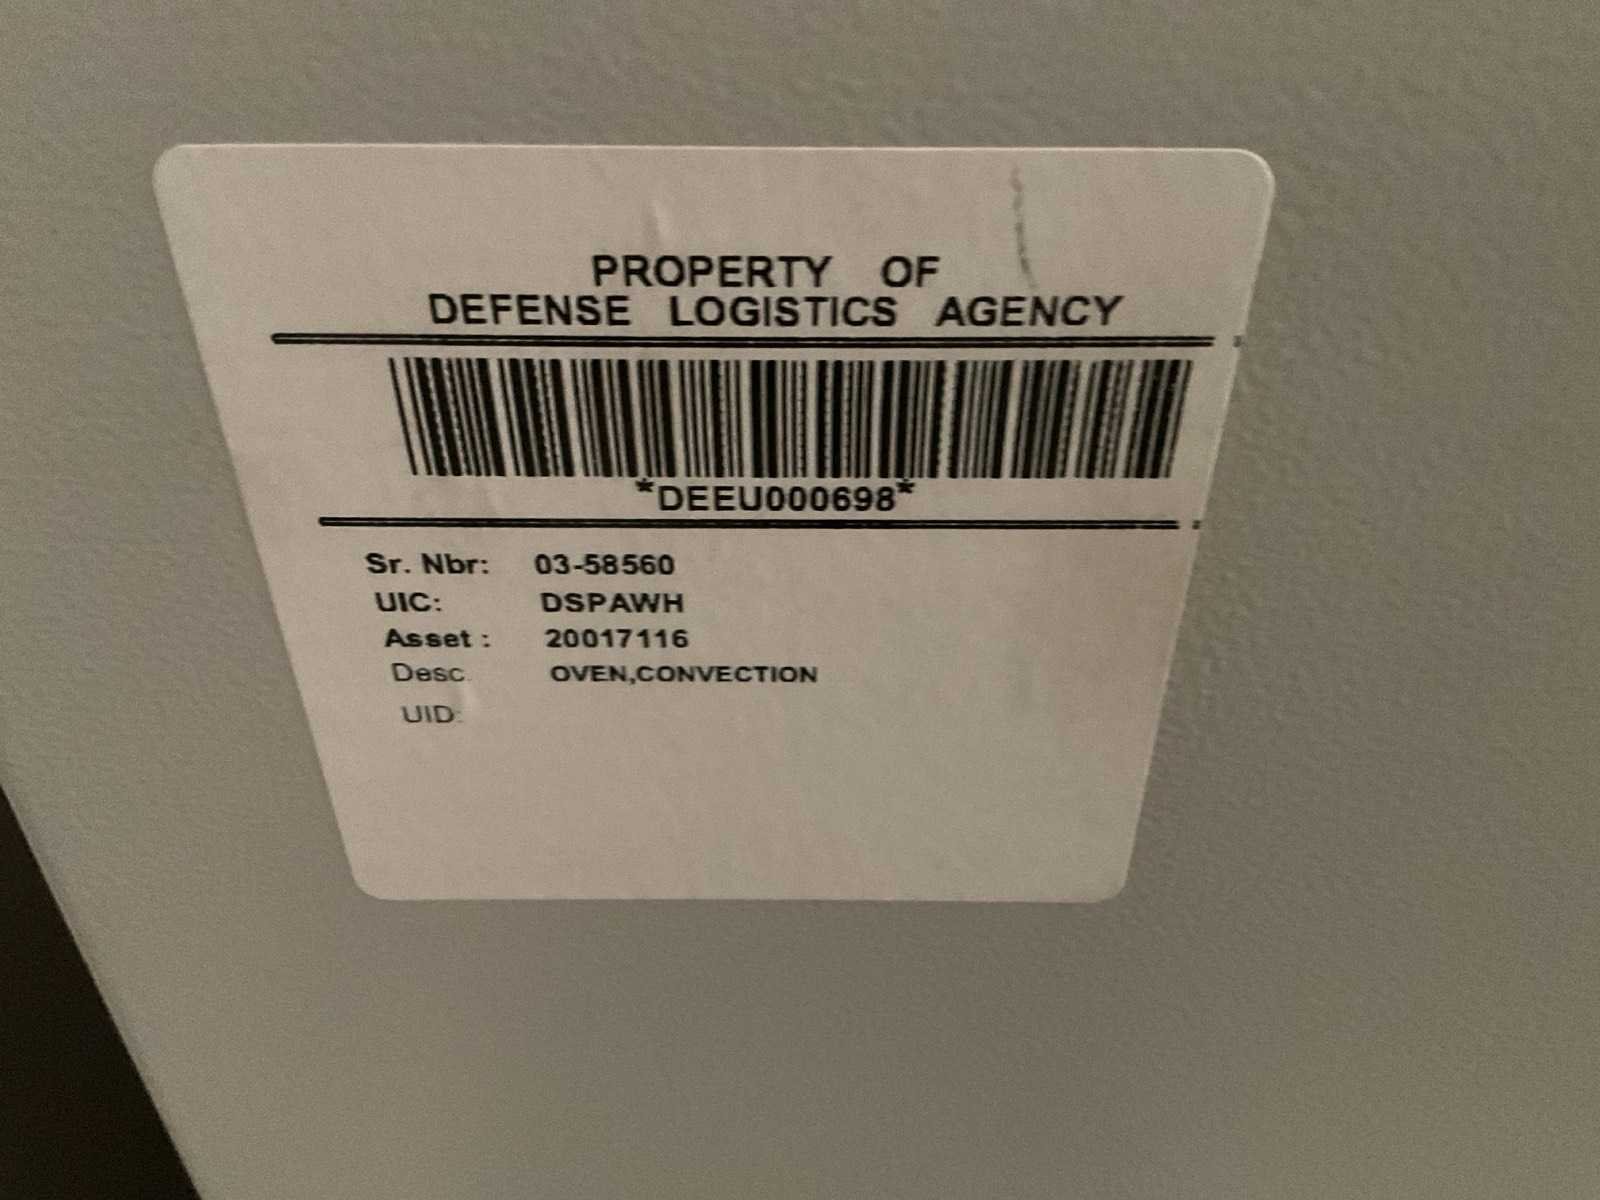 PROPERTY OF
DEFENSE LOGISTICS AGENCY
*DEEU000698*
Sr. Nbr: 03-58560
UIC: DSPAWH
Asset : 20017116
Desc. OVEN,CONVECTION
UID: